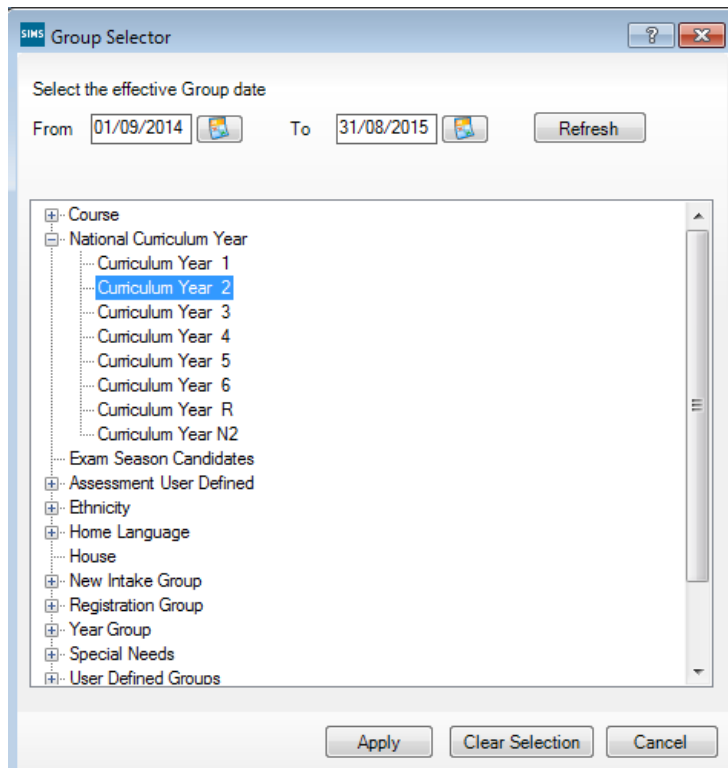 SIMS Group Selector
Select the effective Group date
From 01/09/2014 To 31/08/2015 Refresh
Course
National Curriculum Year
Curriculum Year 1
Curriculum Year 2
Curriculum Year 3
Curriculum Year 4
Curriculum Year 5
Curriculum Year 6
Curriculum Year R
Curriculum Year N2
Exam Season Candidates
Assessment User Defined
Ethnicity
Home Language
House
New Intake Group
Registration Group
Year Group
Special Needs
User Defined Groups
Apply Clear Selection Cancel